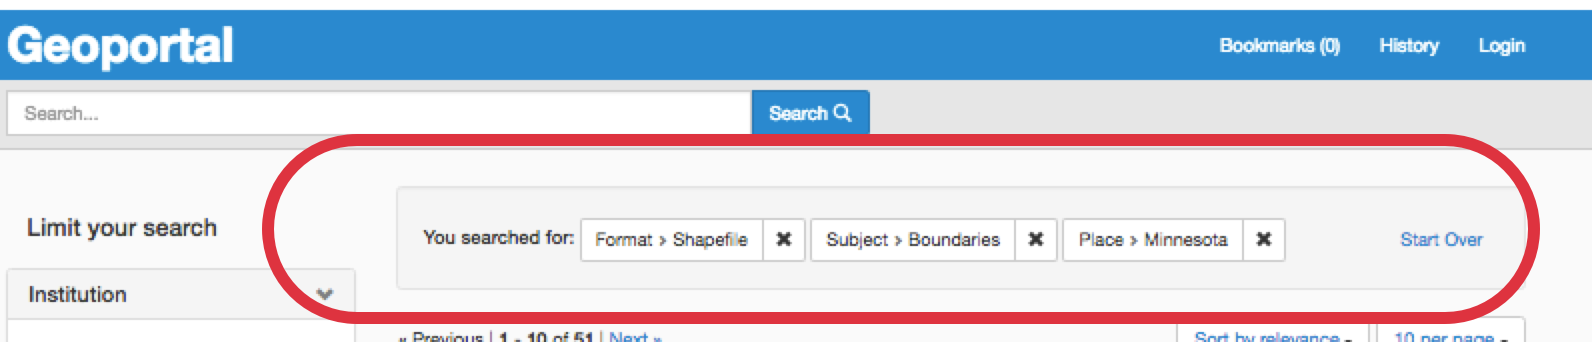 Geoportal
Bookmarks (0) History Login
Search...
Search
Limit your search
You searched for: Format > Shapefile ✖ Subject > Boundaries ✖ Place > Minnesota ✖ Start Over
Institution
« Previous | 1 - 10 of 51 | Next »
Sort by relevance 10 per page